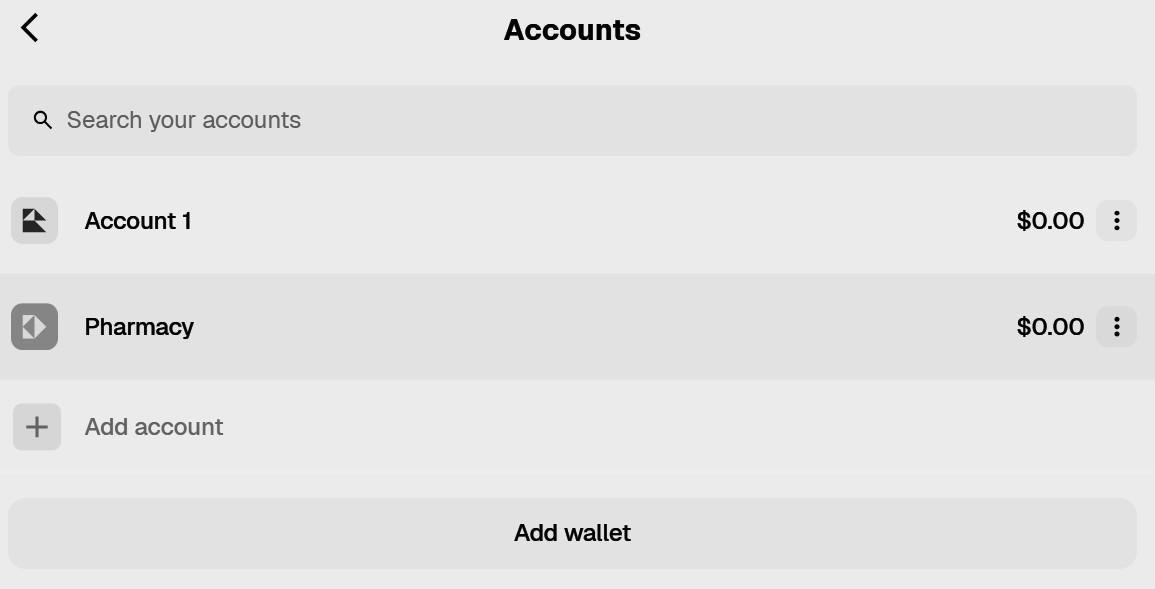 Accounts
Search your accounts
Account 1 $0.00
Pharmacy $0.00
Add account
Add wallet